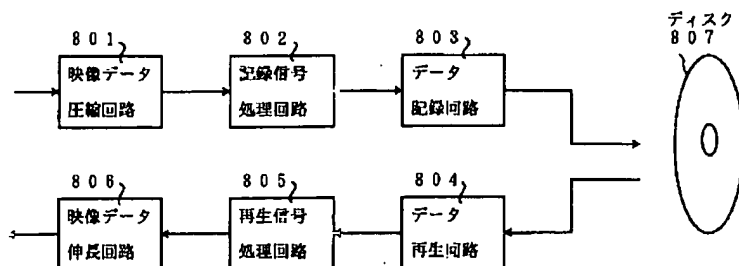 801
映像データ
圧縮回路
802
記録信号
処理回路
803
データ
記録回路
ディスク
807
806
映像データ
伸長回路
805
再生信号
処理回路
804
データ
再生回路